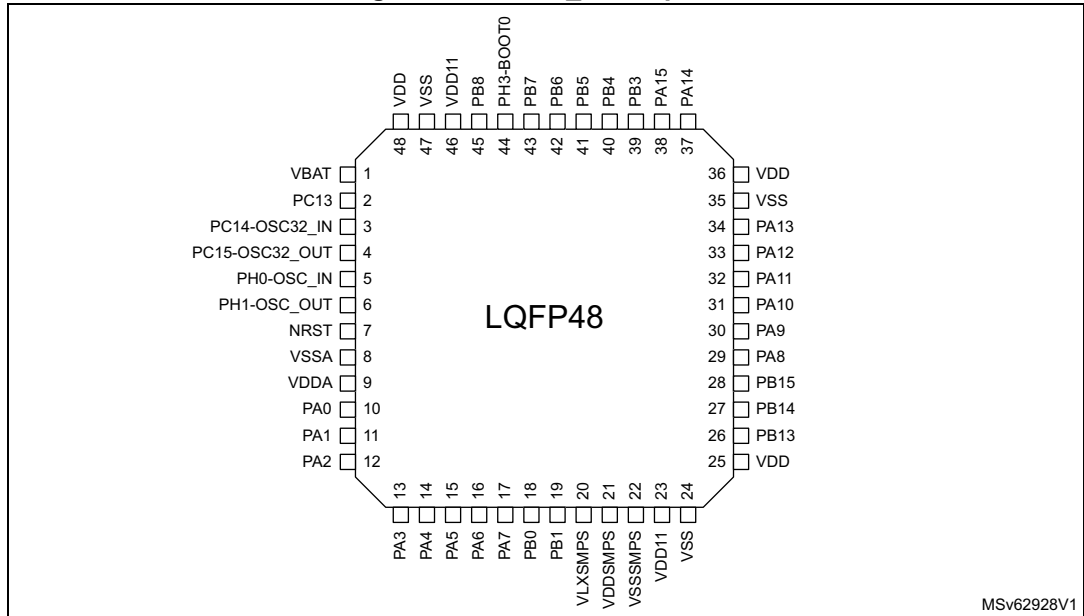 VDD
VSS
VDD11
PB8
PH3-BOOT0
PB7
PB6
PB5
PB4
PB3
PA15
PA14
48
47
46
45
44
43
42
41
40
39
38
37
VBAT 1
PC13 2
PC14-OSC32_IN 3
PC15-OSC32_OUT 4
PH0-OSC_IN 5
PH1-OSC_OUT 6
NRST 7
VSSA 8
VDDA 9
PA0 10
PA1 11
PA2 12
LQFP48
36 VDD
35 VSS
34 PA13
33 PA12
32 PA11
31 PA10
30 PA9
29 PA8
28 PB15
27 PB14
26 PB13
25 VDD
13
14
15
16
17
18
19
20
21
22
23
24
PA3
PA4
PA5
PA6
PA7
PB0
PB1
VLXSMPS
VDDSMPS
VSSSMPS
VDD11
VSS
MSv62928V1